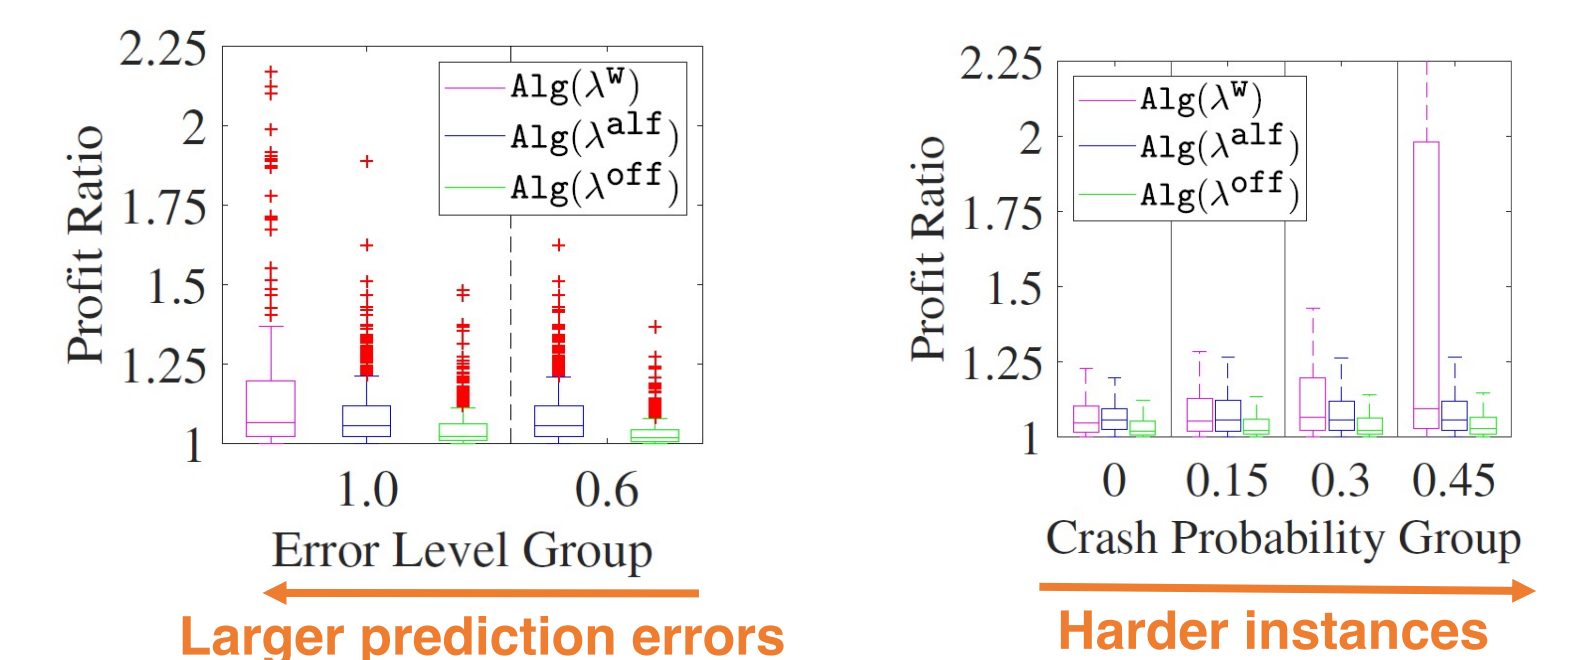 2.25
2
1.75
1.5
1.25
1
Profit Ratio
Alg(λ^w)
Alg(λ^alf)
Alg(λ^off)
1.0 0.6
Error Level Group
Larger prediction errors
2.25
2
1.75
1.5
1.25
1
Profit Ratio
Alg(λ^w)
Alg(λ^alf)
Alg(λ^off)
0 0.15 0.3 0.45
Crash Probability Group
Harder instances